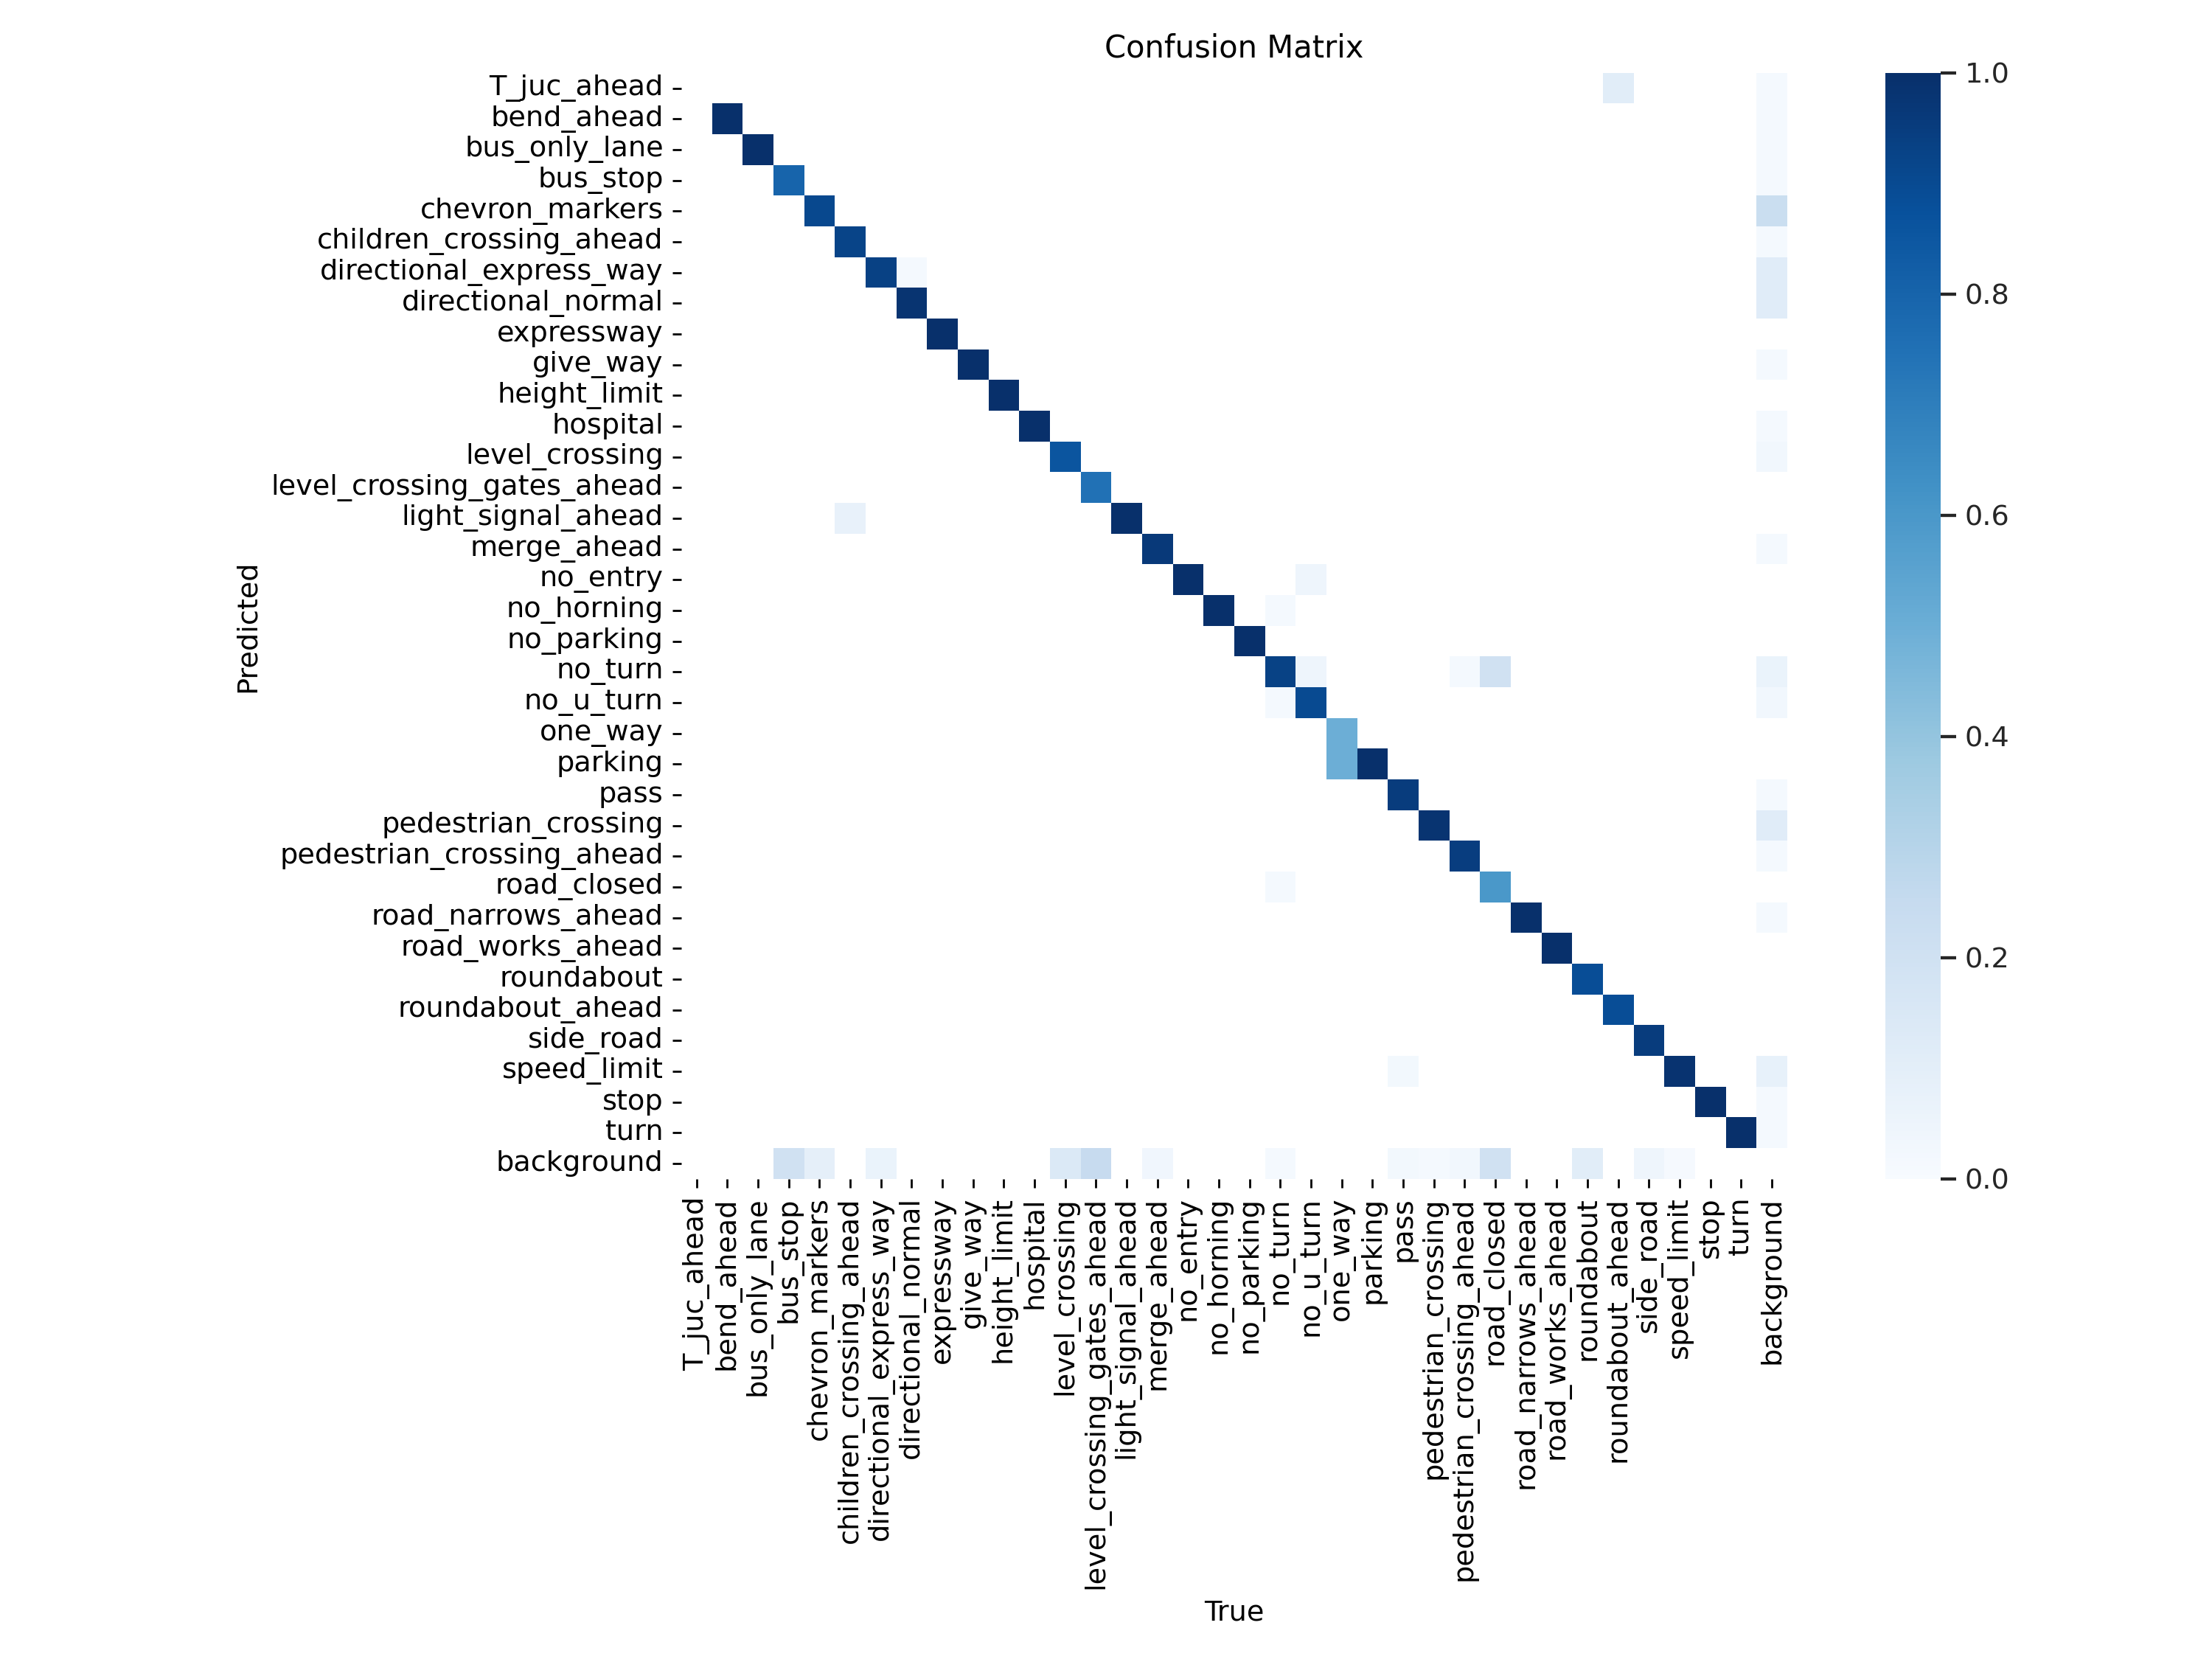 Confusion Matrix
T_juc_ahead
bend_ahead
bus_only_lane
bus_stop
chevron_markers
children_crossing_ahead
directional_express_way
directional_normal
expressway
give_way
height_limit
hospital
level_crossing
level_crossing_gates_ahead
light_signal_ahead
merge_ahead
no_entry
no_horning
no_parking
no_turn
no_u_turn
one_way
parking
pass
pedestrian_crossing
pedestrian_crossing_ahead
road_closed
road_narrows_ahead
road_works_ahead
roundabout
roundabout_ahead
side_road
speed_limit
stop
turn
background
Predicted
T_juc_ahead
bend_ahead
bus_only_lane
bus_stop
chevron_markers
children_crossing_ahead
directional_express_way
directional_normal
expressway
give_way
height_limit
hospital
level_crossing
level_crossing_gates_ahead
light_signal_ahead
merge_ahead
no_entry
no_horning
no_parking
no_turn
no_u_turn
one_way
parking
pass
pedestrian_crossing
pedestrian_crossing_ahead
road_closed
road_narrows_ahead
road_works_ahead
roundabout
roundabout_ahead
side_road
speed_limit
stop
turn
background
True
1.0
0.8
0.6
0.4
0.2
0.0